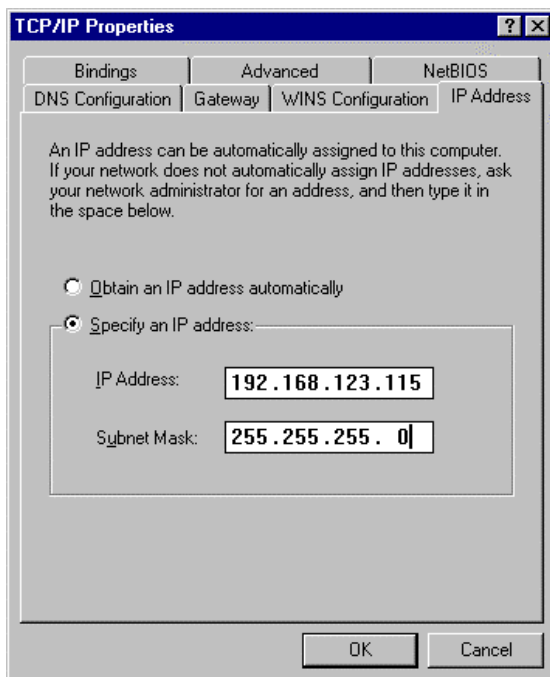 TCP/IP Properties
? ×
Bindings Advanced NetBIOS
DNS Configuration Gateway WINS Configuration IP Address
An IP address can be automatically assigned to this computer.
If your network does not automatically assign IP addresses, ask
your network administrator for an address, and then type it in
the space below.
Obtain an IP address automatically
Specify an IP address:
IP Address: 192.168.123.115
Subnet Mask: 255.255.255. 0
OK Cancel